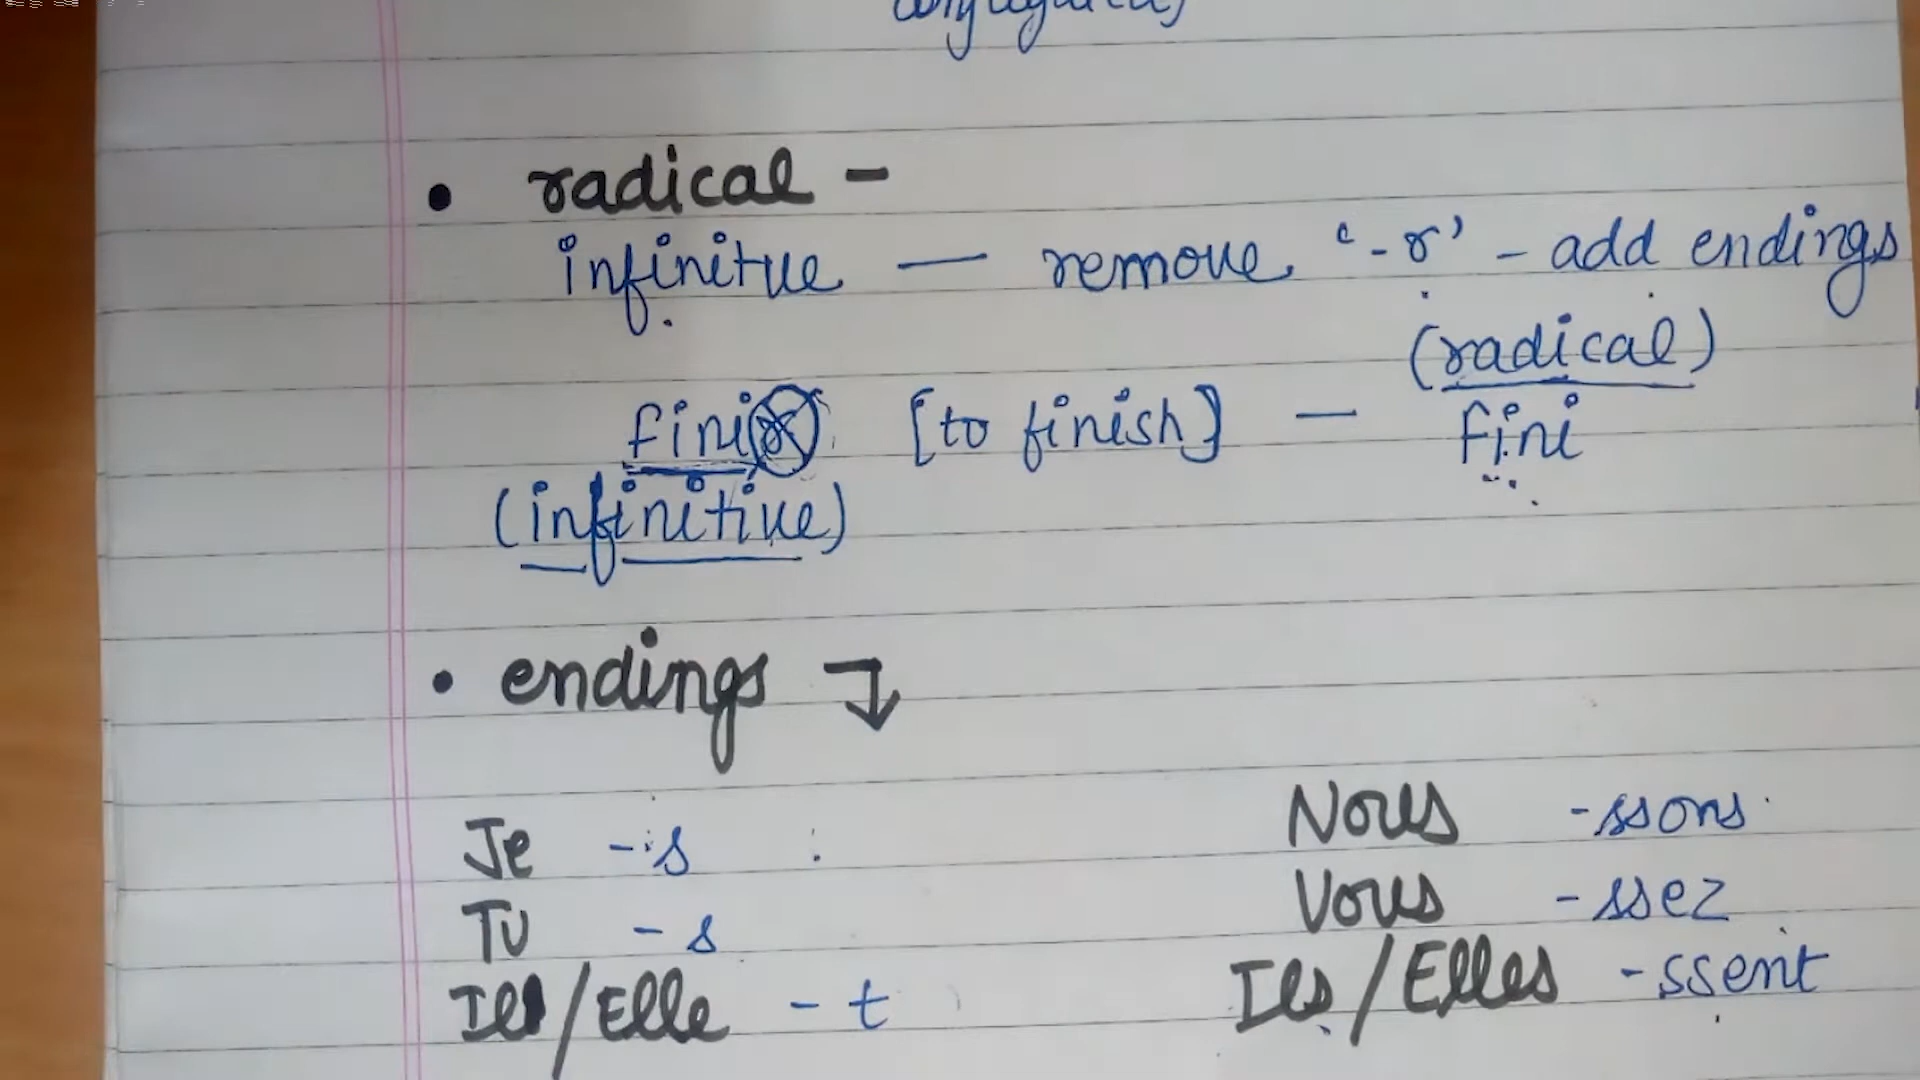 • radical -
infinitve — remove '-r' - add endings
(radical)
finir [to finish] — fini
(infinitive)
• endings
Je -s
Tu - s
Il/Elle - t
Nous -ssons
Vous - ssez
Ils/Elles -ssent